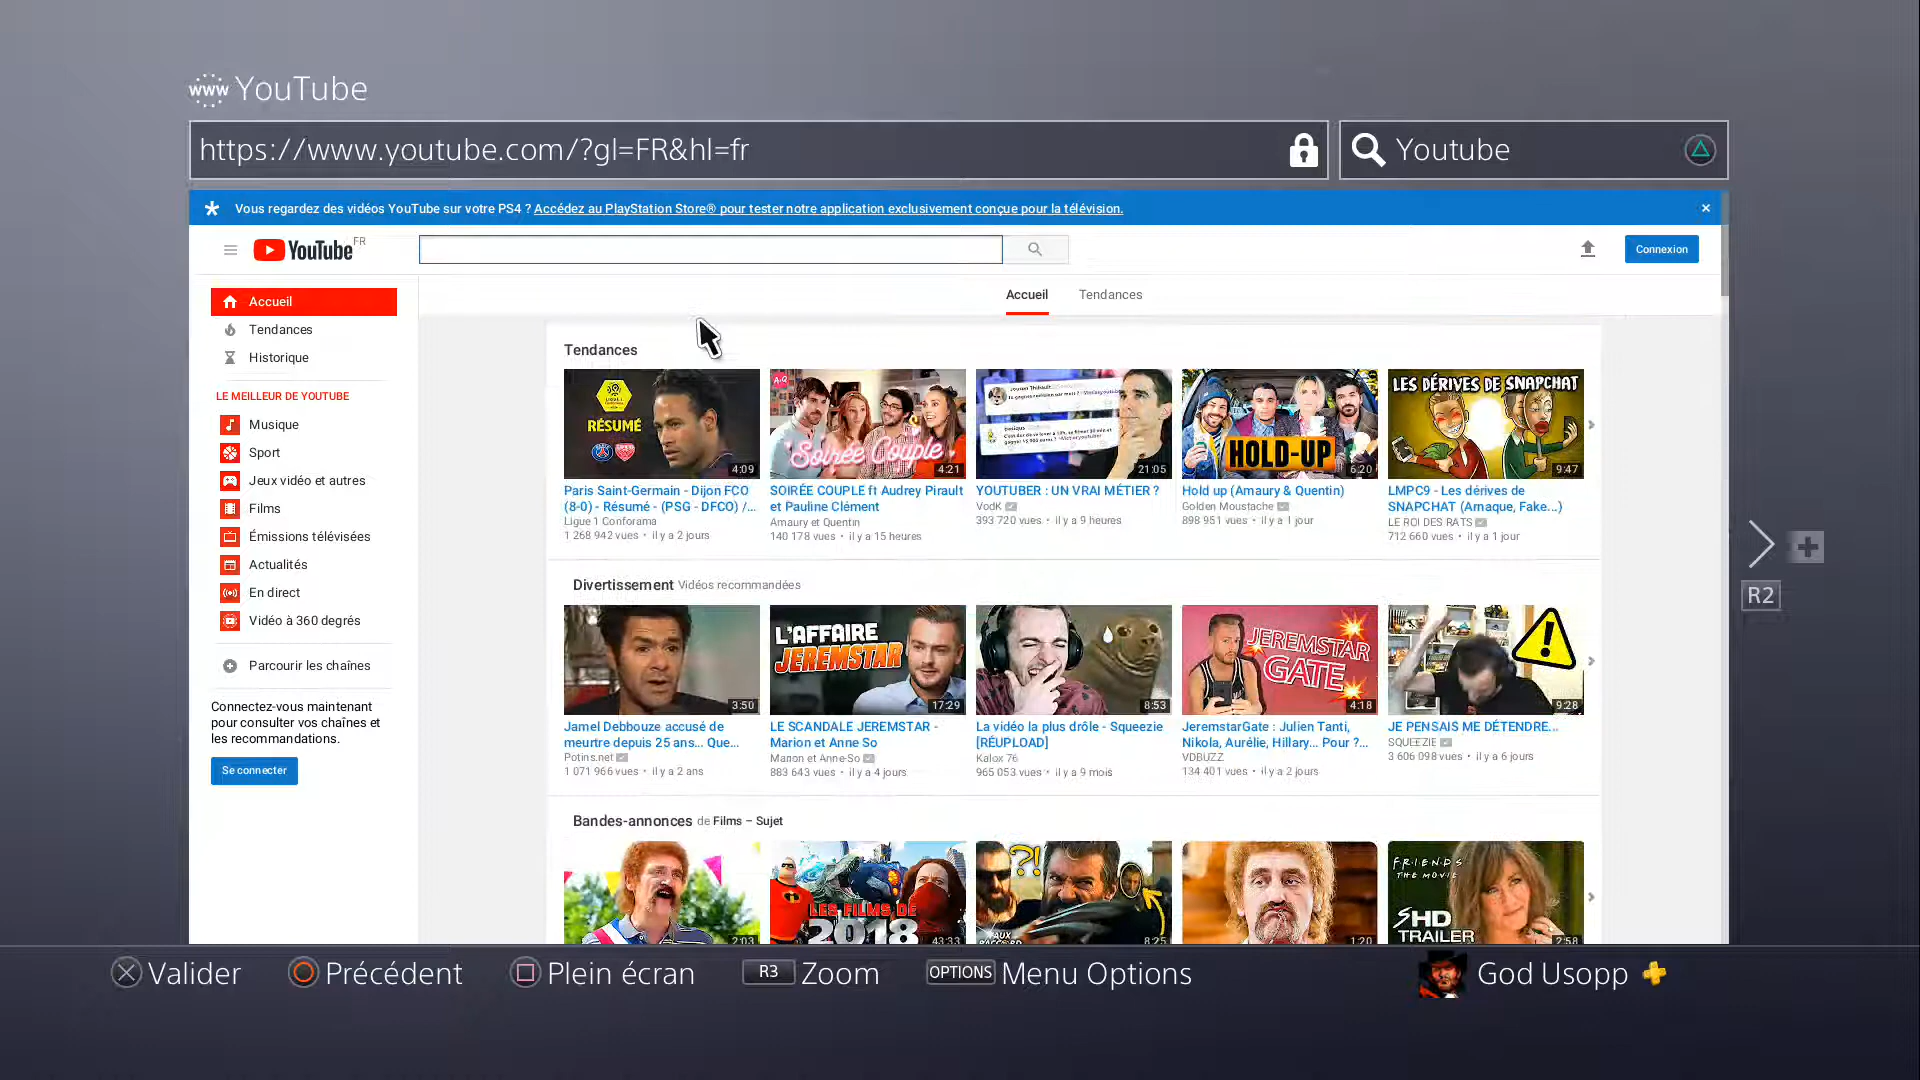 www YouTube
https://www.youtube.com/?gl=FR&hl=fr
Youtube
Vous regardez des vidéos YouTube sur votre PS4 ? Accédez au PlayStation Store® pour tester notre application exclusivement conçue pour la télévision. ×
YouTube FR
Connexion
Accueil
Tendances
Historique
LE MEILLEUR DE YOUTUBE
Musique
Sport
Jeux vidéo et autres
Films
Émissions télévisées
Actualités
En direct
Vidéo à 360 degrés
Parcourir les chaînes
Connectez-vous maintenant
pour consulter vos chaînes et
les recommandations.
Se connecter
Accueil Tendances
Tendances
RÉSUMÉ
4:09
Paris Saint-Germain - Dijon FCO
(8-0) - Résumé - (PSG - DFCO) /...
Ligue 1 Conforama
1 268 942 vues • il y a 2 jours
A&Q
Soirée Couple
4:21
SOIRÉE COUPLE ft Audrey Pirault
et Pauline Clément
Amaury et Quentin
140 178 vues • il y a 15 heures
21:05
YOUTUBER : UN VRAI MÉTIER ?
VodK
393 720 vues • il y a 9 heures
HOLD-UP
6:20
Hold up (Amaury & Quentin)
Golden Moustache
898 951 vues • il y a 1 jour
LES DÉRIVES DE SNAPCHAT
9:47
LMPC9 - Les dérives de
SNAPCHAT (Arnaque, Fake...)
LE ROI DES RATS
712 660 vues • il y a 1 jour
Divertissement Vidéos recommandées
3:50
Jamel Debbouze accusé de
meurtre depuis 25 ans... Que...
Potins.net
1 071 966 vues • il y a 2 ans
L'AFFAIRE
JEREMSTAR
17:29
LE SCANDALE JEREMSTAR -
Marion et Anne So
Marion et Anne-So
883 643 vues • il y a 4 jours
8:53
La vidéo la plus drôle - Squeezie
[RÉUPLOAD]
Kalox 76
965 053 vues • il y a 9 mois
JEREMSTAR
GATE
4:18
JeremstarGate : Julien Tanti,
Nikola, Aurélie, Hillary... Pour ?...
VDBUZZ
134 401 vues • il y a 2 jours
9:28
JE PENSAIS ME DÉTENDRE...
SQUEEZIE
3 606 098 vues • il y a 6 jours
Bandes-annonces de Films – Sujet
2:03
LES FILMS DE
2018
43:33
?!
FAUX
RACCORD
8:25
1:20
FRIENDS
THE MOVIE
SHD
TRAILER
2:58
R2
Valider
Précédent
Plein écran
R3 Zoom
OPTIONS Menu Options
God Usopp